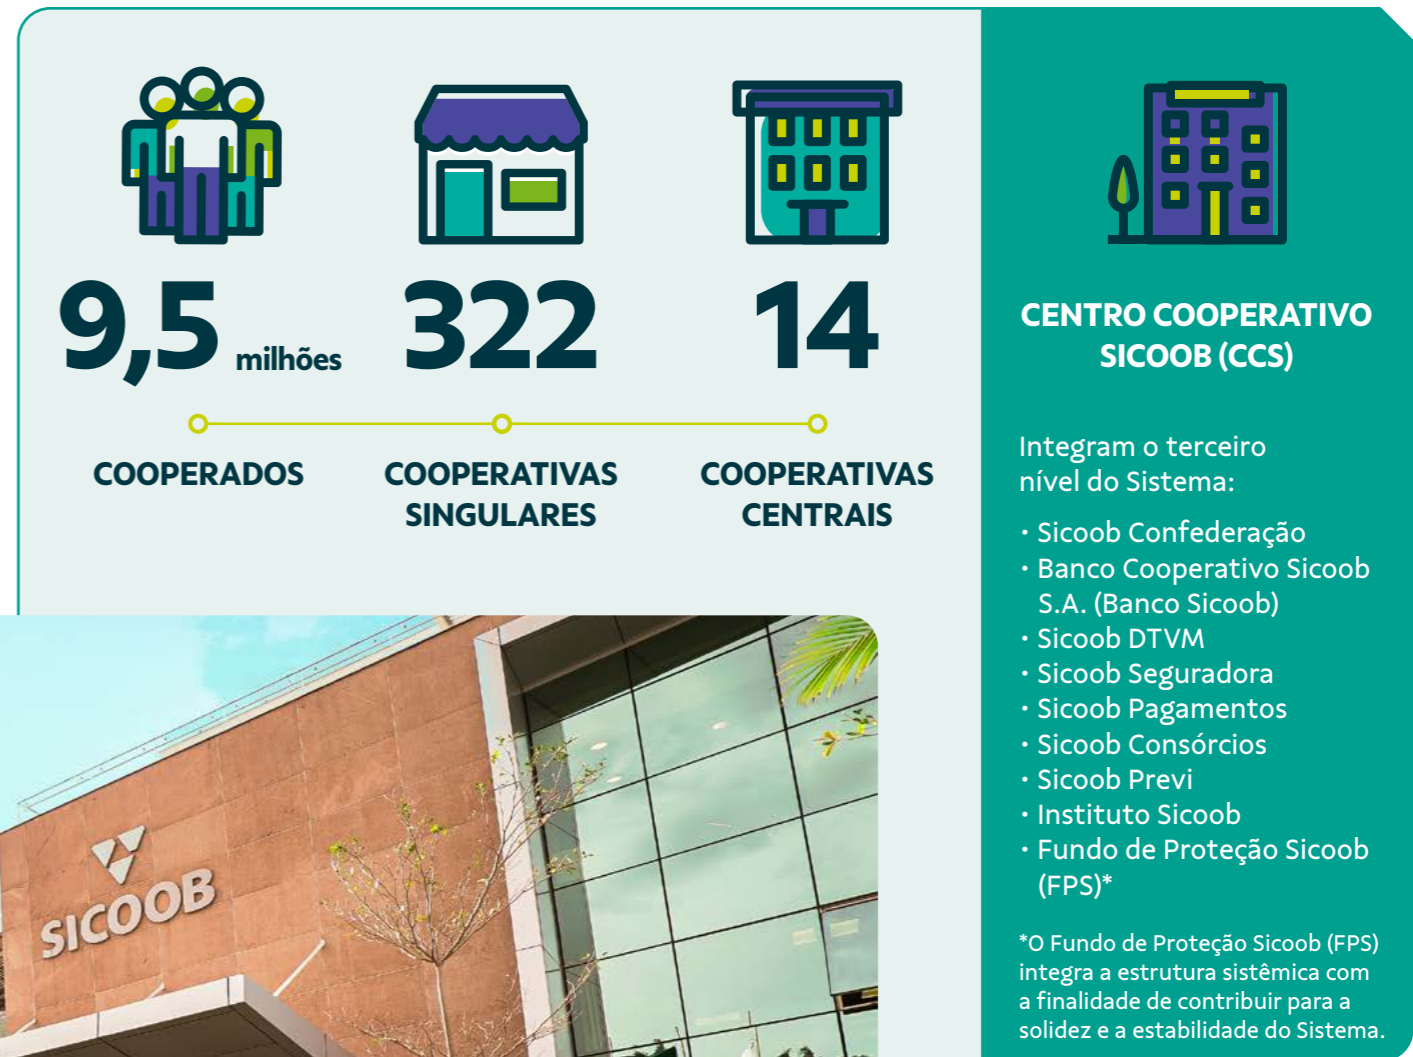 9,5 milhões
322
14
COOPERADOS
COOPERATIVAS
SINGULARES
COOPERATIVAS
CENTRAIS
SICOOB
CENTRO COOPERATIVO
SICOOB (CCS)
Integram o terceiro
nível do Sistema:
· Sicoob Confederação
· Banco Cooperativo Sicoob
S.A. (Banco Sicoob)
· Sicoob DTVM
· Sicoob Seguradora
· Sicoob Pagamentos
· Sicoob Consórcios
· Sicoob Previ
· Instituto Sicoob
· Fundo de Proteção Sicoob
(FPS)*
*O Fundo de Proteção Sicoob (FPS)
integra a estrutura sistêmica com
a finalidade de contribuir para a
solidez e a estabilidade do Sistema.